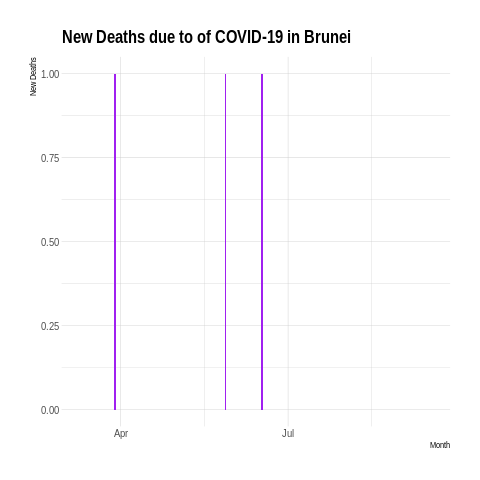 New Deaths due to of COVID-19 in Brunei
New Deaths
1.00
0.75
0.50
0.25
0.00
Apr
Jul
Month